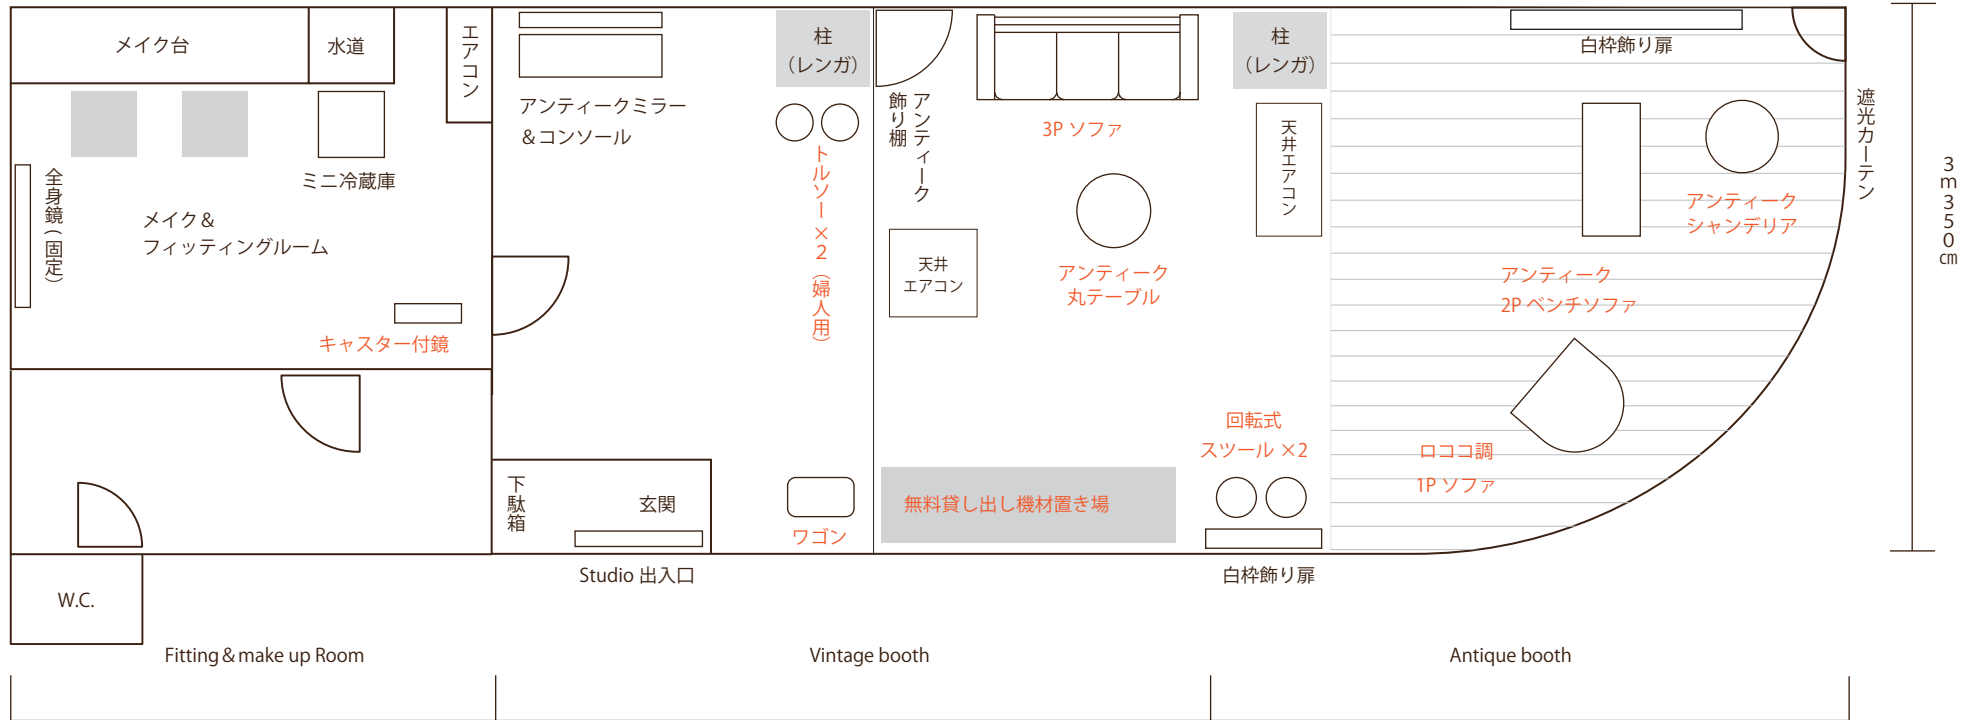 メイク台
水道
エアコン
全身鏡(固定)
ミニ冷蔵庫
メイク＆
フィッティングルーム
キャスター付鏡
アンティークミラー
＆コンソール
柱
（レンガ）
トルソー×２（婦人用）
下駄箱
玄関
ワゴン
アンティーク
飾り棚
天井
エアコン
3P ソファ
アンティーク
丸テーブル
柱
（レンガ）
天井エアコン
無料貸し出し機材置き場
回転式
スツール ×2
白枠飾り扉
遮光カーテン
アンティーク
シャンデリア
アンティーク
2P ベンチソファ
ロココ調
1P ソファ
3m350㎝
W.C.
Studio 出入口
白枠飾り扉
Fitting & make up Room
Vintage booth
Antique booth